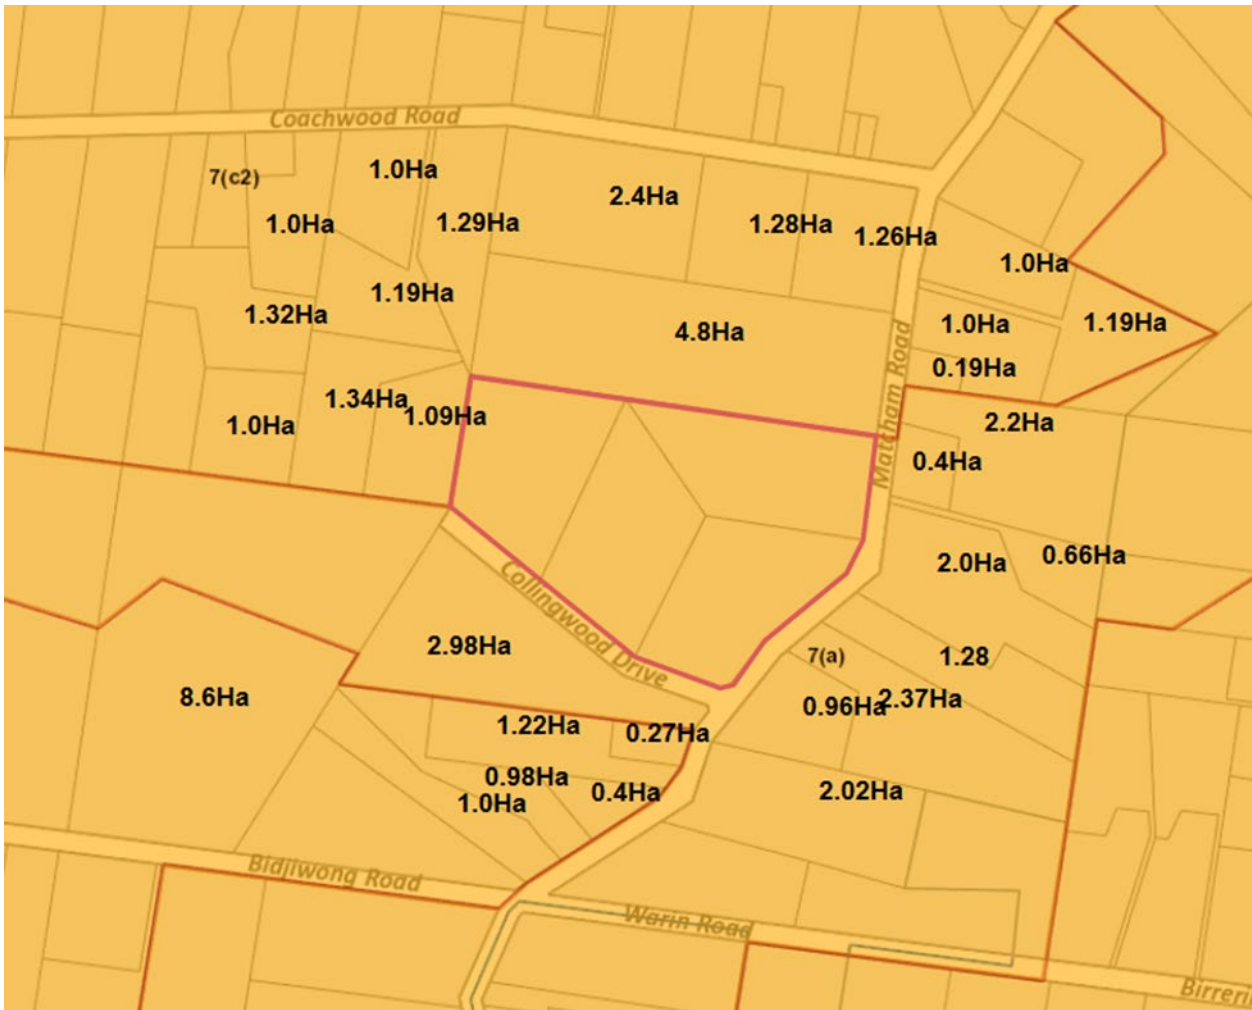 Coachwood Road
1.0Ha
7(c2)
2.4Ha
1.0Ha
1.29Ha
1.28Ha
1.26Ha
1.0Ha
1.19Ha
1.32Ha
4.8Ha
1.0Ha
1.19Ha
0.19Ha
Matcham Road
1.34Ha
1.09Ha
1.0Ha
2.2Ha
0.4Ha
2.0Ha
0.66Ha
Collingwood Drive
2.98Ha
7(a)
1.28
8.6Ha
0.96Ha
2.37Ha
1.22Ha
0.27Ha
0.98Ha
0.4Ha
1.0Ha
2.02Ha
Bidjiwong Road
Warin Road